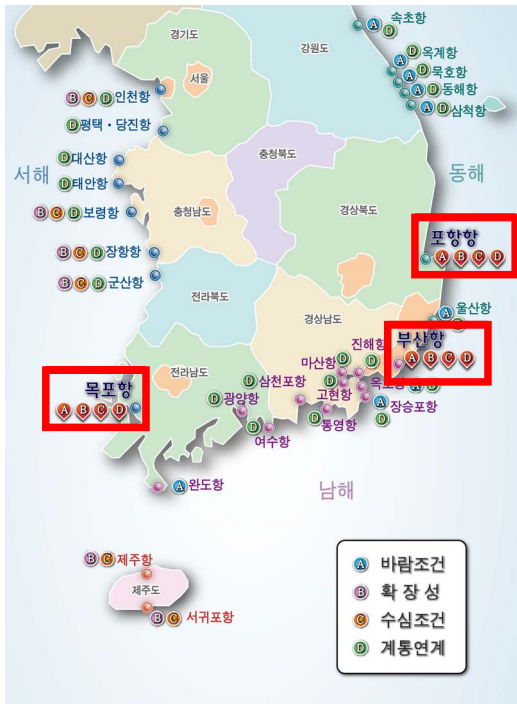 속초항
A D
경기도
강원도
옥계항
A D
묵호항
A D
동해항
A D
삼척항
A D
서울
B C D 인천항
D 평택·당진항
D 대산항
서해
D 태안항
충청북도
동해
B C D 보령항
충청남도
경상북도
포항항
A B C D
B C D 장항항
B C D 군산항
전라북도
경상남도
A 울산항
부산항
A B C D
진해항
D
마산항
D
목포항
A B C D
전라남도
삼천포항
D
광양항
D
고현항
D
A D
장승포항
A
D
통영항
D
여수항
D
A 완도항
남해
B C 제주항
제주도
B C 서귀포항
A 바람조건
B 확 장 성
C 수심조건
D 계통연계